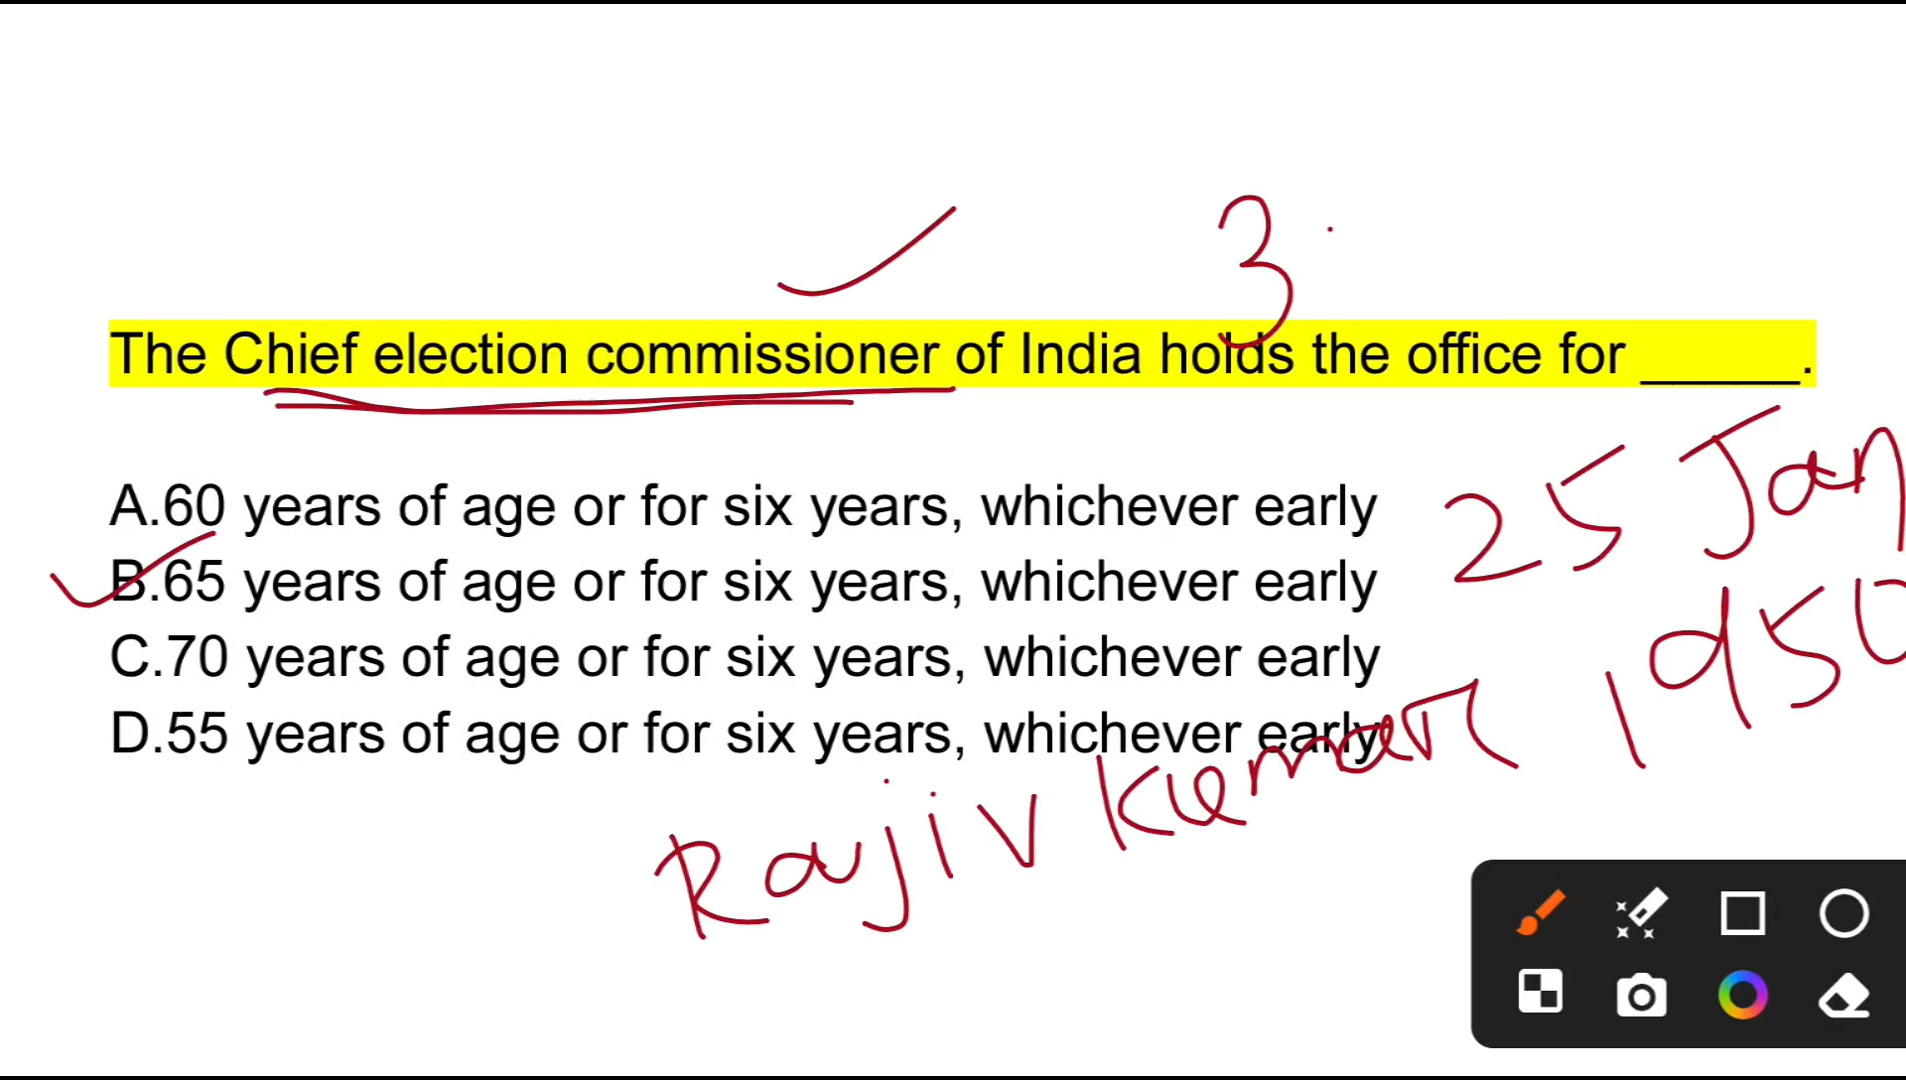 3
The Chief election commissioner of India holds the office for _____.
A.60 years of age or for six years, whichever early
B.65 years of age or for six years, whichever early
C.70 years of age or for six years, whichever early
D.55 years of age or for six years, whichever early
25 Jan
1950
Rajiv Kumar